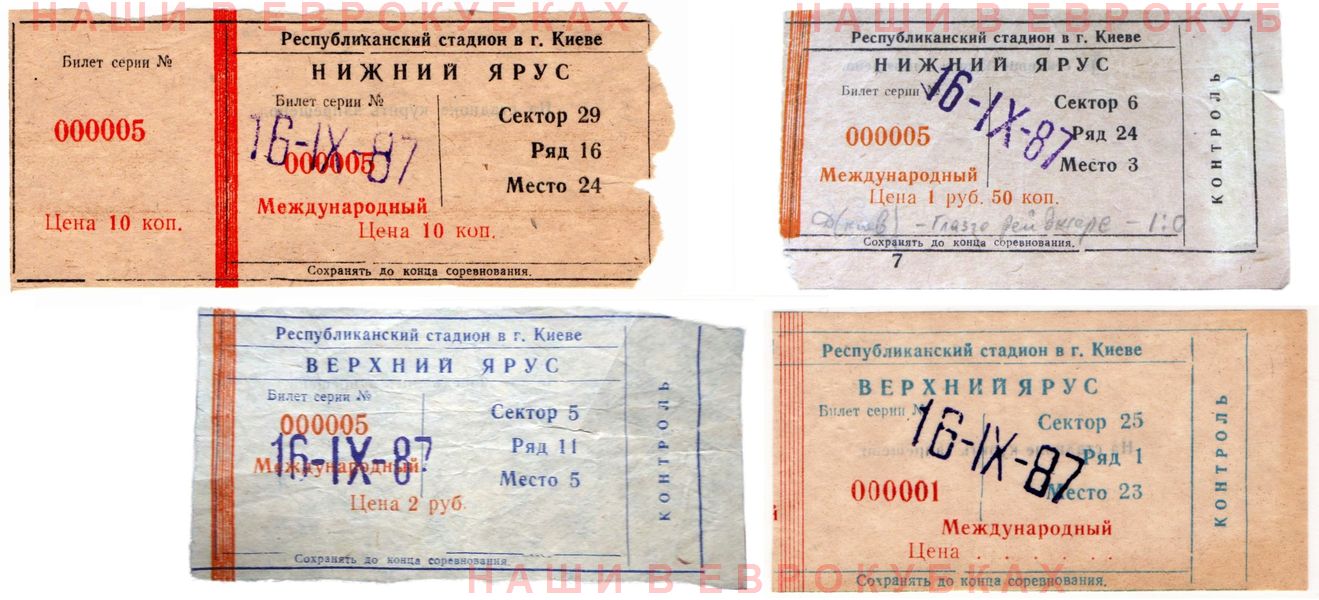 НАШИ В ЕВРОКУБКАХ
Билет серии №
000005
Цена 10 коп.
Республиканский стадион в г. Киеве
НИЖНИЙ ЯРУС
Билет серии №
16-IX-87
000005
Международный
Цена 10 коп.
Сектор 29
Ряд 16
Место 24
Сохранять до конца соревнования.
НАШИ В ЕВРОКУБ
Республиканский стадион в г. Киеве
НИЖНИЙ ЯРУС
Билет серии
16-IX-87
000005
Международный
Цена 1 руб. 50 коп.
Сектор 6
Ряд 24
Место 3
Д(Киев) - Глазго Рейнджерс - 1:0
Сохранять до конца соревнования.
7
КОНТРОЛЬ
Республиканский стадион в г. Киеве
ВЕРХНИЙ ЯРУС
Билет серии №
000005
16-IX-87
Международный
Цена 2 руб.
Сектор 5
Ряд 11
Место 5
Сохранять до конца соревнования.
КОНТРОЛЬ
Республиканский стадион в г. Киеве
ВЕРХНИЙ ЯРУС
Билет серии №
16-IX-87
000001
Международный
Цена . . . . .
Сектор 25
Ряд 1
Место 23
Сохранять до конца соревнования.
КОНТРОЛЬ
НАШИ В ЕВРОКУБКАХ